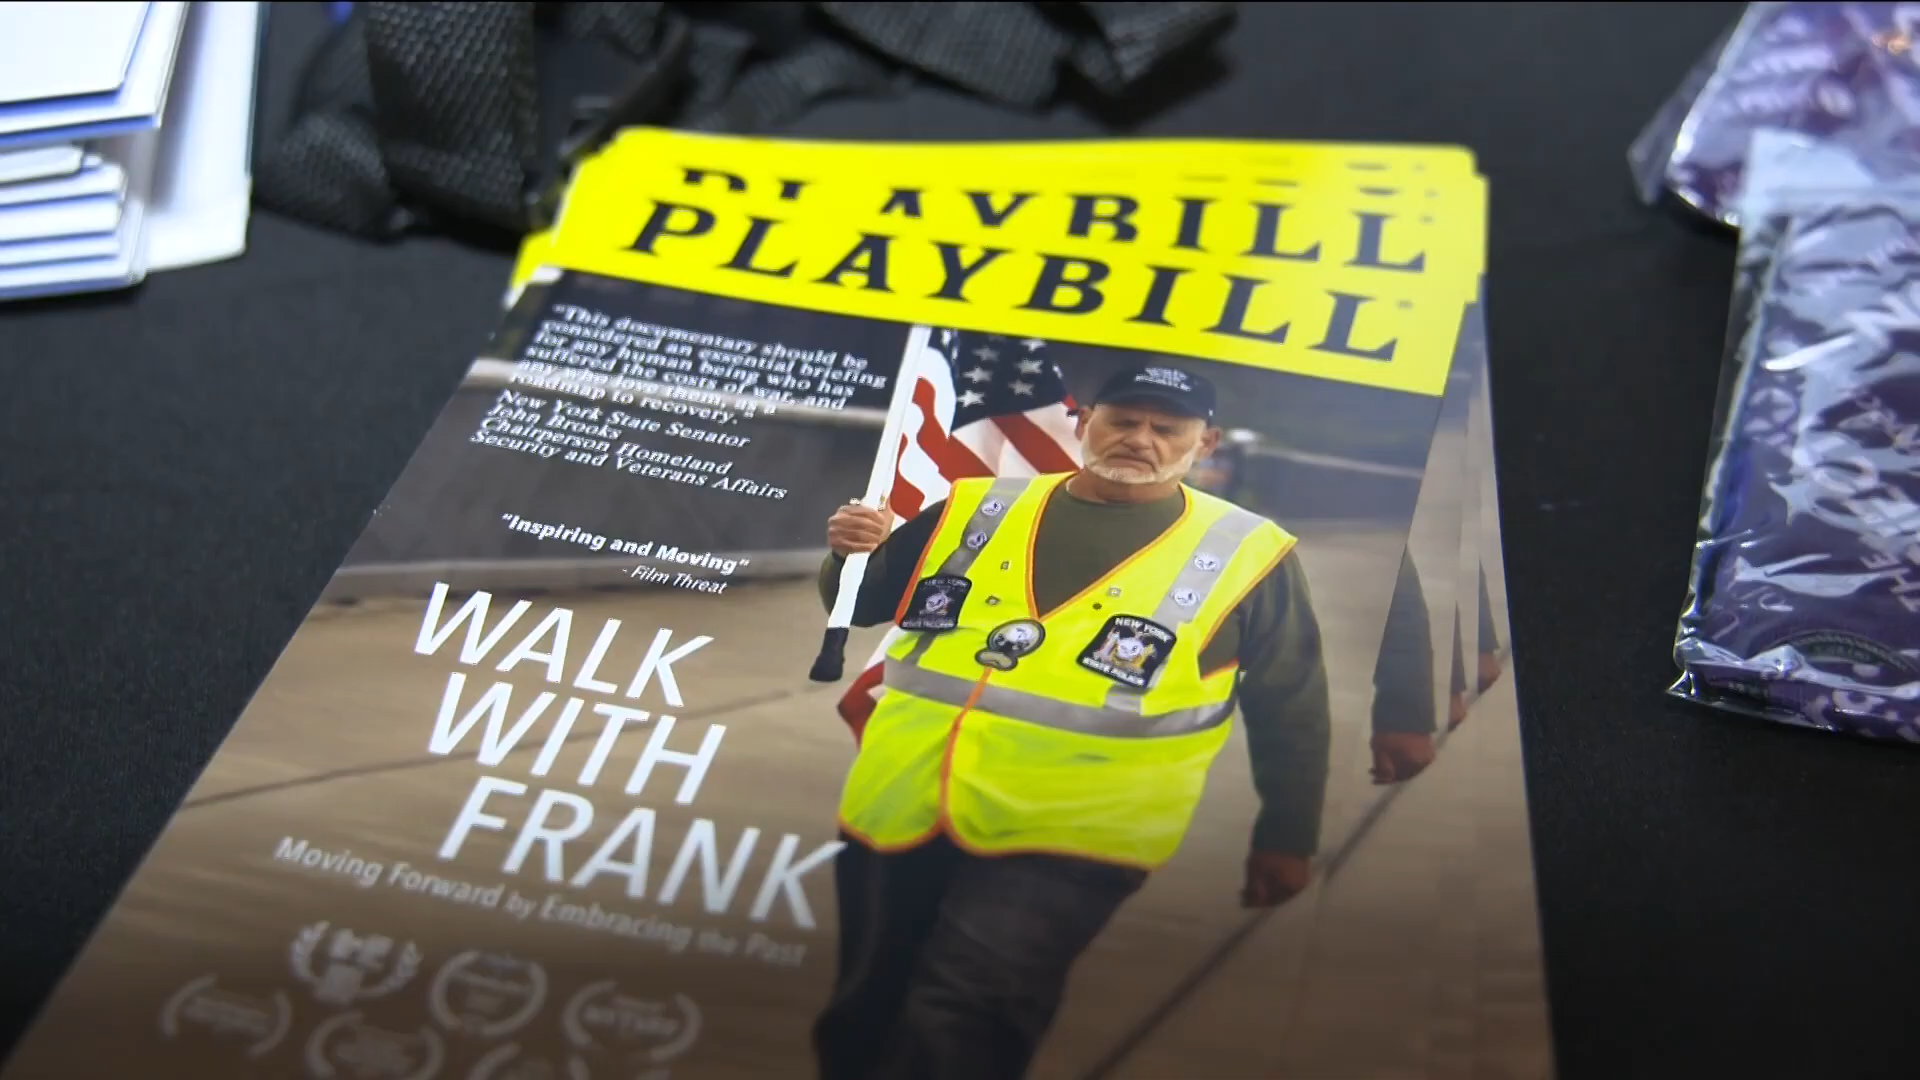 PLAYBILL
PLAYBILL
"This documentary should be
considered an essential briefing
for any human being who has
suffered the costs of war, and
any who love them, as a
roadmap to recovery."
New York State Senator
John Brooks
Chairperson Homeland
Security and Veterans Affairs
"Inspiring and Moving"
- Film Threat
WALK
WITH
FRANK
Moving Forward by Embracing the Past
NEW YORK
STATE POLICE
THE